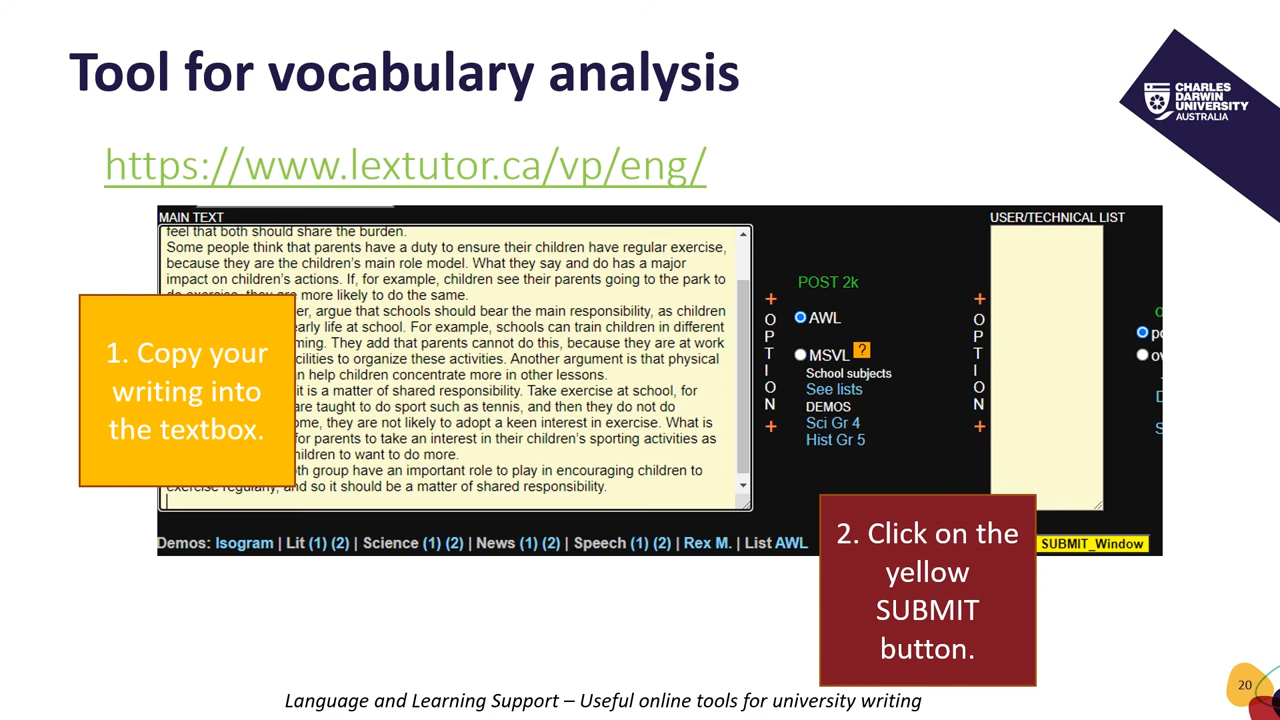 Tool for vocabulary analysis
CHARLES
DARWIN
UNIVERSITY
AUSTRALIA
https://www.lextutor.ca/vp/eng/
MAIN TEXT
feel that both should share the burden.
Some people think that parents have a duty to ensure their children have regular exercise,
because they are the children's main role model. What they say and do has a major
impact on children's actions. If, for example, children see their parents going to the park to
more likely to do the same.
er, argue that schools should bear the main responsibility, as children
early life at school. For example, schools can train children in different
ming. They add that parents cannot do this, because they are at work
cilities to organize these activities. Another argument is that physical
n help children concentrate more in other lessons.
it is a matter of shared responsibility. Take exercise at school, for
are taught to do sport such as tennis, and then they do not do
ome, they are not likely to adopt a keen interest in exercise. What is
for parents to take an interest in their children's sporting activities as
hildren to want to do more.
th group have an important role to play in encouraging children to
exercise regularly, and so it should be a matter of shared responsibility.
1. Copy your
writing into
the textbox.
+
OPTION
+
POST 2k
AWL
MSVL ?
School subjects
See lists
DEMOS
Sci Gr 4
Hist Gr 5
+
OPTION
+
USER/TECHNICAL LIST
Demos: Isogram | Lit (1) (2) | Science (1) (2) | News (1) (2) | Speech (1) (2) | Rex M. | List AWL
SUBMIT_Window
2. Click on the
yellow
SUBMIT
button.
Language and Learning Support – Useful online tools for university writing
20